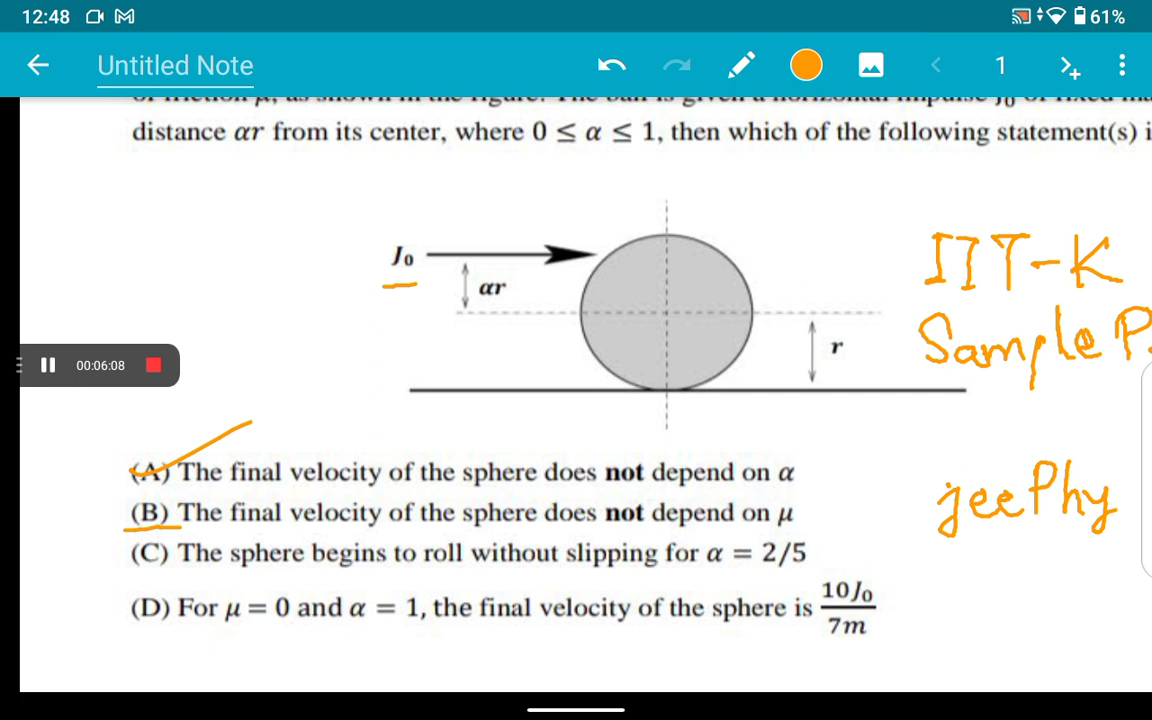 12:48 61%
Untitled Note 1
distance αr from its center, where 0 ≤ α ≤ 1, then which of the following statement(s) i
J₀
αr
r
IIT-K
Sample P.
00:06:08
(A) The final velocity of the sphere does not depend on α
(B) The final velocity of the sphere does not depend on μ
(C) The sphere begins to roll without slipping for α = 2/5
(D) For μ = 0 and α = 1, the final velocity of the sphere is 10J₀/7m
jeePhy